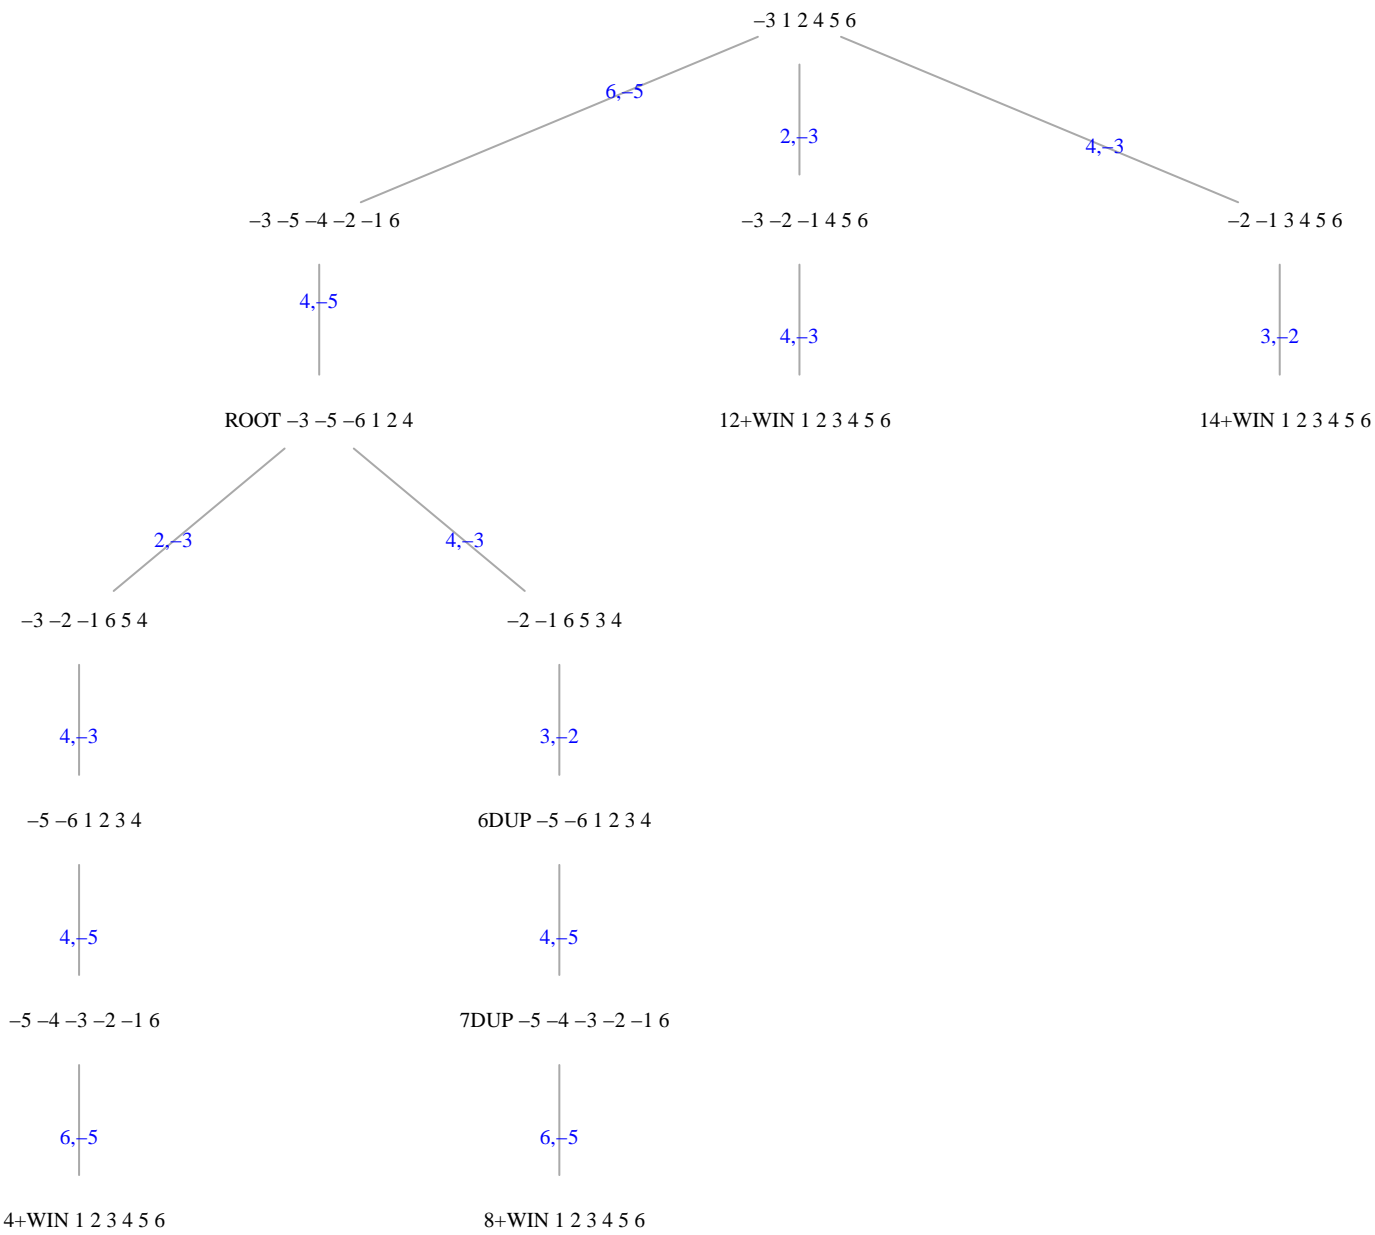 –3 1 2 4 5 6
6,–5
2,–3
4,–3
–3 –5 –4 –2 –1 6
–3 –2 –1 4 5 6
–2 –1 3 4 5 6
4,–5
4,–3
3,–2
ROOT –3 –5 –6 1 2 4
12+WIN 1 2 3 4 5 6
14+WIN 1 2 3 4 5 6
2,–3
4,–3
–3 –2 –1 6 5 4
–2 –1 6 5 3 4
4,–3
3,–2
–5 –6 1 2 3 4
6DUP –5 –6 1 2 3 4
4,–5
4,–5
–5 –4 –3 –2 –1 6
7DUP –5 –4 –3 –2 –1 6
6,–5
6,–5
4+WIN 1 2 3 4 5 6
8+WIN 1 2 3 4 5 6